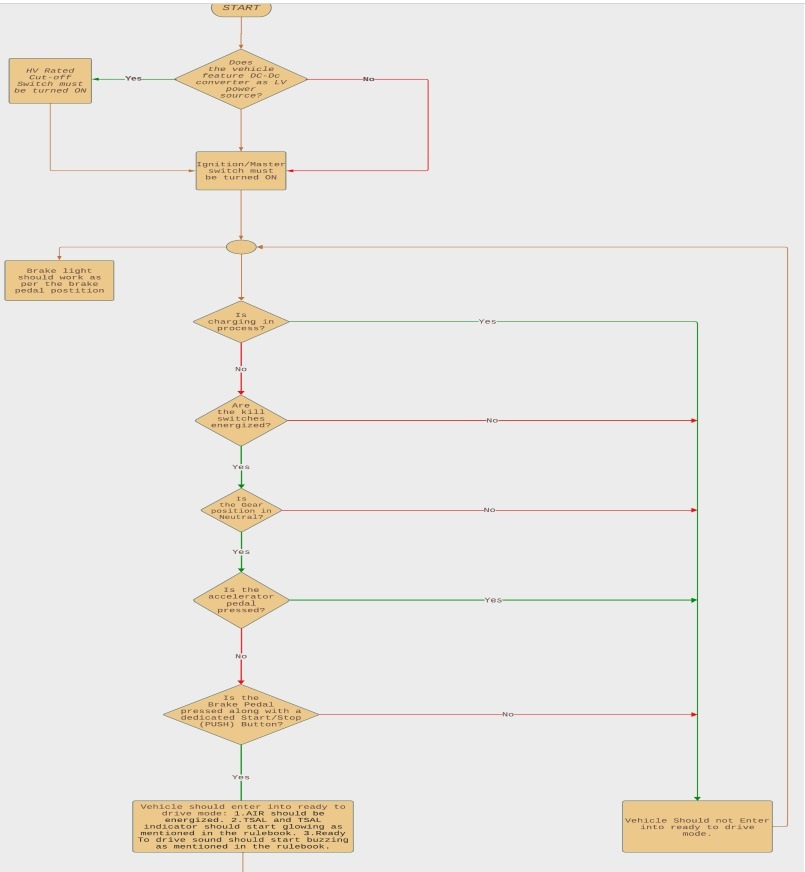 START
Does
the vehicle
feature DC-Dc
converter as LV
power
source?
Yes
No
HV Rated
Cut-off
Switch must
be turned ON
Ignition/Master
switch must
be turned ON
Brake light
should work as
per the brake
pedal postition
Is
charging in
process?
Yes
No
Are
the kill
switches
energized?
No
Yes
Is
the Gear
position in
Neutral?
No
Yes
Is the
accelerator
pedal
pressed?
Yes
No
Is the
Brake Pedal
pressed along with a
dedicated Start/Stop
(PUSH) Button?
No
Yes
Vehicle should enter into ready to
drive mode: 1.AIR should be
energized. 2.TSAL and TSAL
indicator should start glowing as
mentioned in the rulebook. 3.Ready
To drive sound should start buzzing
as mentioned in the rulebook.
Vehicle Should not Enter
into ready to drive
mode.